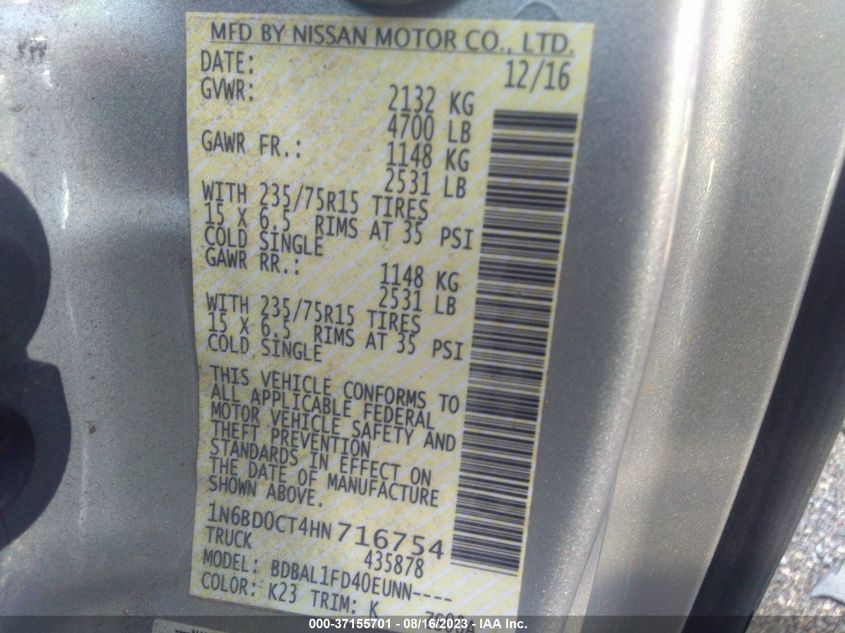 MFD BY NISSAN MOTOR CO., LTD.
DATE: 12/16
GVWR: 2132 KG
4700 LB
GAWR FR.: 1148 KG
2531 LB
WITH 235/75R15 TIRES
15 X 6.5 RIMS AT 35 PSI
COLD SINGLE
GAWR RR.: 1148 KG
2531 LB
WITH 235/75R15 TIRES
15 X 6.5 RIMS AT 35 PSI
COLD SINGLE
THIS VEHICLE CONFORMS TO
ALL APPLICABLE FEDERAL
MOTOR VEHICLE SAFETY AND
THEFT PREVENTION
STANDARDS IN EFFECT ON
THE DATE OF MANUFACTURE
SHOWN ABOVE.
1N6BD0CT4HN716754
TRUCK 435878
MODEL: BDBAL1FD40EUNN----
COLOR: K23 TRIM: K
000-37155701 - 08/16/2023 - © Copyright IAA, Inc.